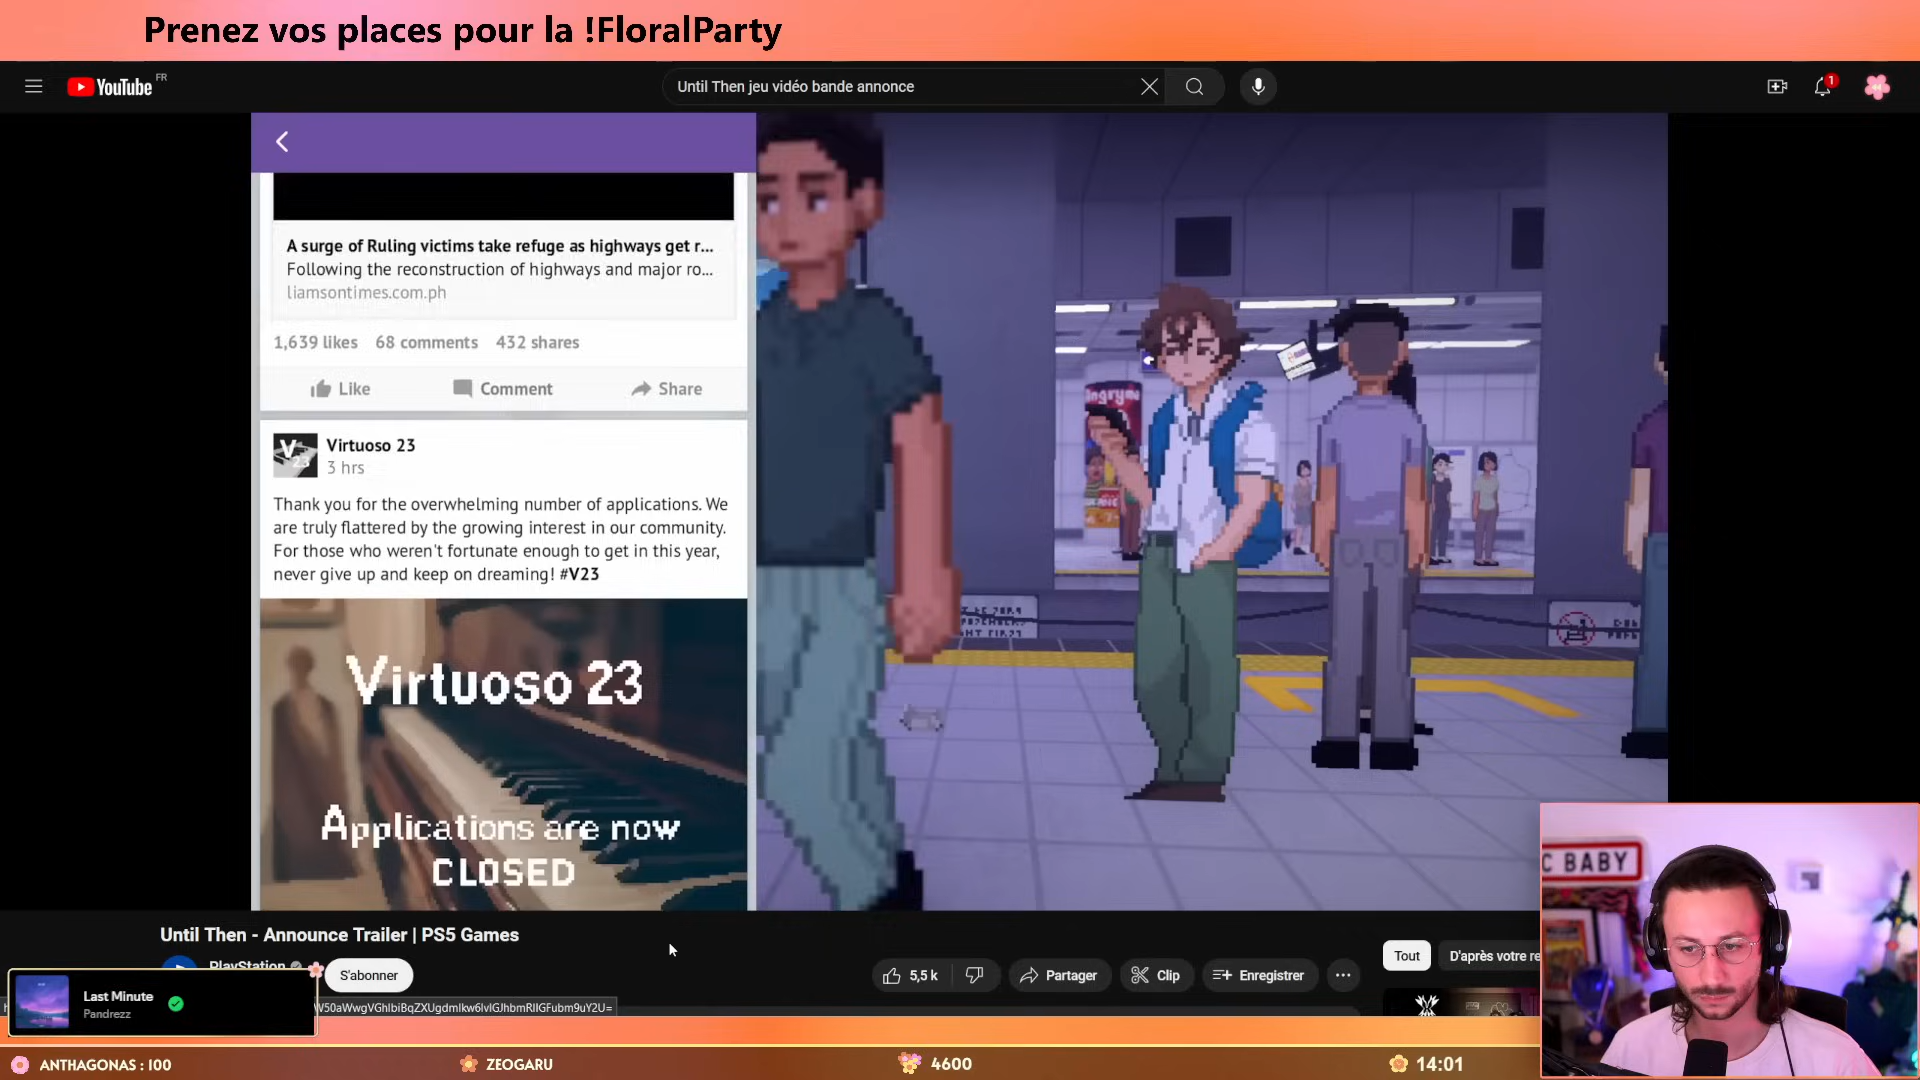 Prenez vos places pour la !FloralParty
YouTube FR
Until Then jeu vidéo bande annonce
1
A surge of Ruling victims take refuge as highways get r...
Following the reconstruction of highways and major ro...
liamsontimes.com.ph
1,639 likes 68 comments 432 shares
Like Comment Share
Virtuoso 23
3 hrs
Thank you for the overwhelming number of applications. We
are truly flattered by the growing interest in our community.
For those who weren't fortunate enough to get in this year,
never give up and keep on dreaming! #V23
Virtuoso 23
Applications are now
CLOSED
C BABY
Until Then - Announce Trailer | PS5 Games
PlayStation
S'abonner
5,5 k
Partager
Clip
Enregistrer
Tout
D'après votre re
Last Minute
Pandrezz
ANTHAGONAS : 100
ZEOGARU
4600
14:01